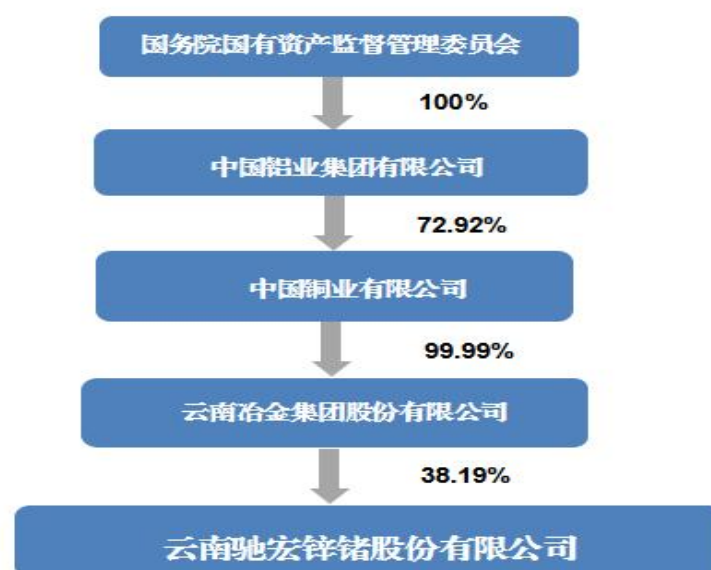 国务院国有资产监督管理委员会
100%
中国铝业集团有限公司
72.92%
中国铜业有限公司
99.99%
云南冶金集团股份有限公司
38.19%
云南驰宏锌锗股份有限公司